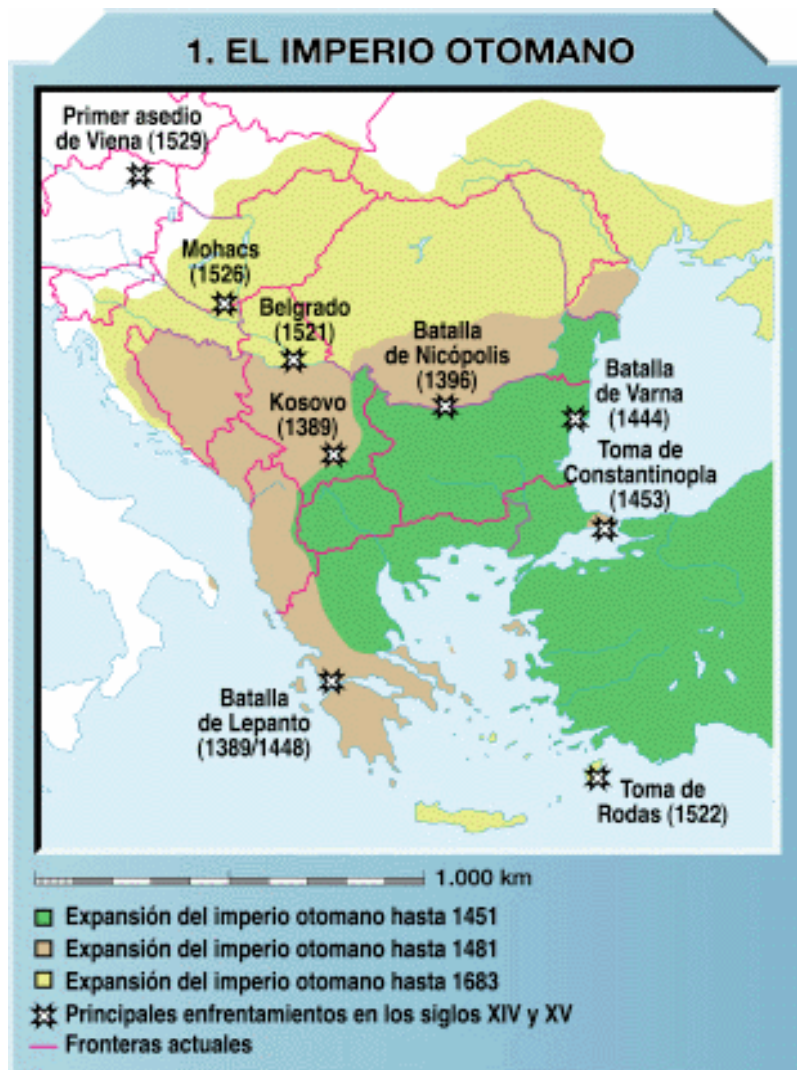 1. EL IMPERIO OTOMANO
Primer asedio
de Viena (1529)
Mohacs
(1526)
Belgrado
(1521)
Batalla
de Nicópolis
(1396)
Kosovo
(1389)
Batalla
de Varna
(1444)
Toma de
Constantinopla
(1453)
Batalla
de Lepanto
(1389/1448)
Toma de
Rodas (1522)
1.000 km
Expansión del imperio otomano hasta 1451
Expansión del imperio otomano hasta 1481
Expansión del imperio otomano hasta 1683
Principales enfrentamientos en los siglos XIV y XV
Fronteras actuales